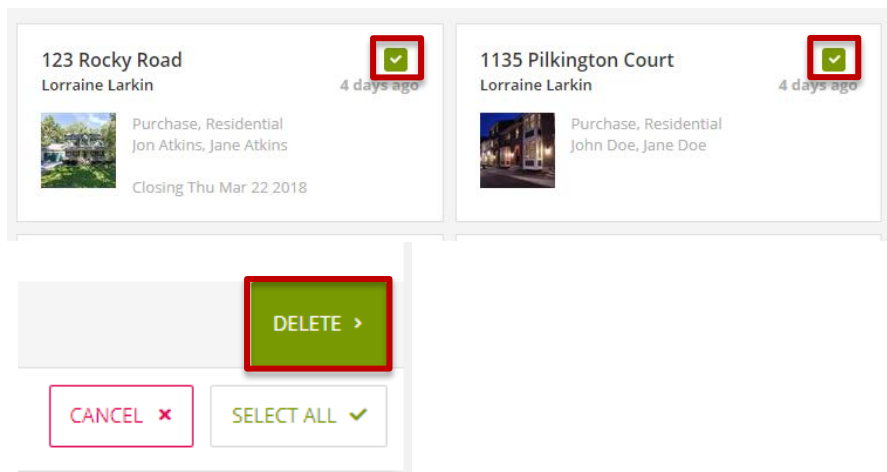 123 Rocky Road
Lorraine Larkin
4 days ago
Purchase, Residential
Jon Atkins, Jane Atkins
Closing Thu Mar 22 2018
1135 Pilkington Court
Lorraine Larkin
4 days ago
Purchase, Residential
John Doe, Jane Doe
DELETE
CANCEL
SELECT ALL